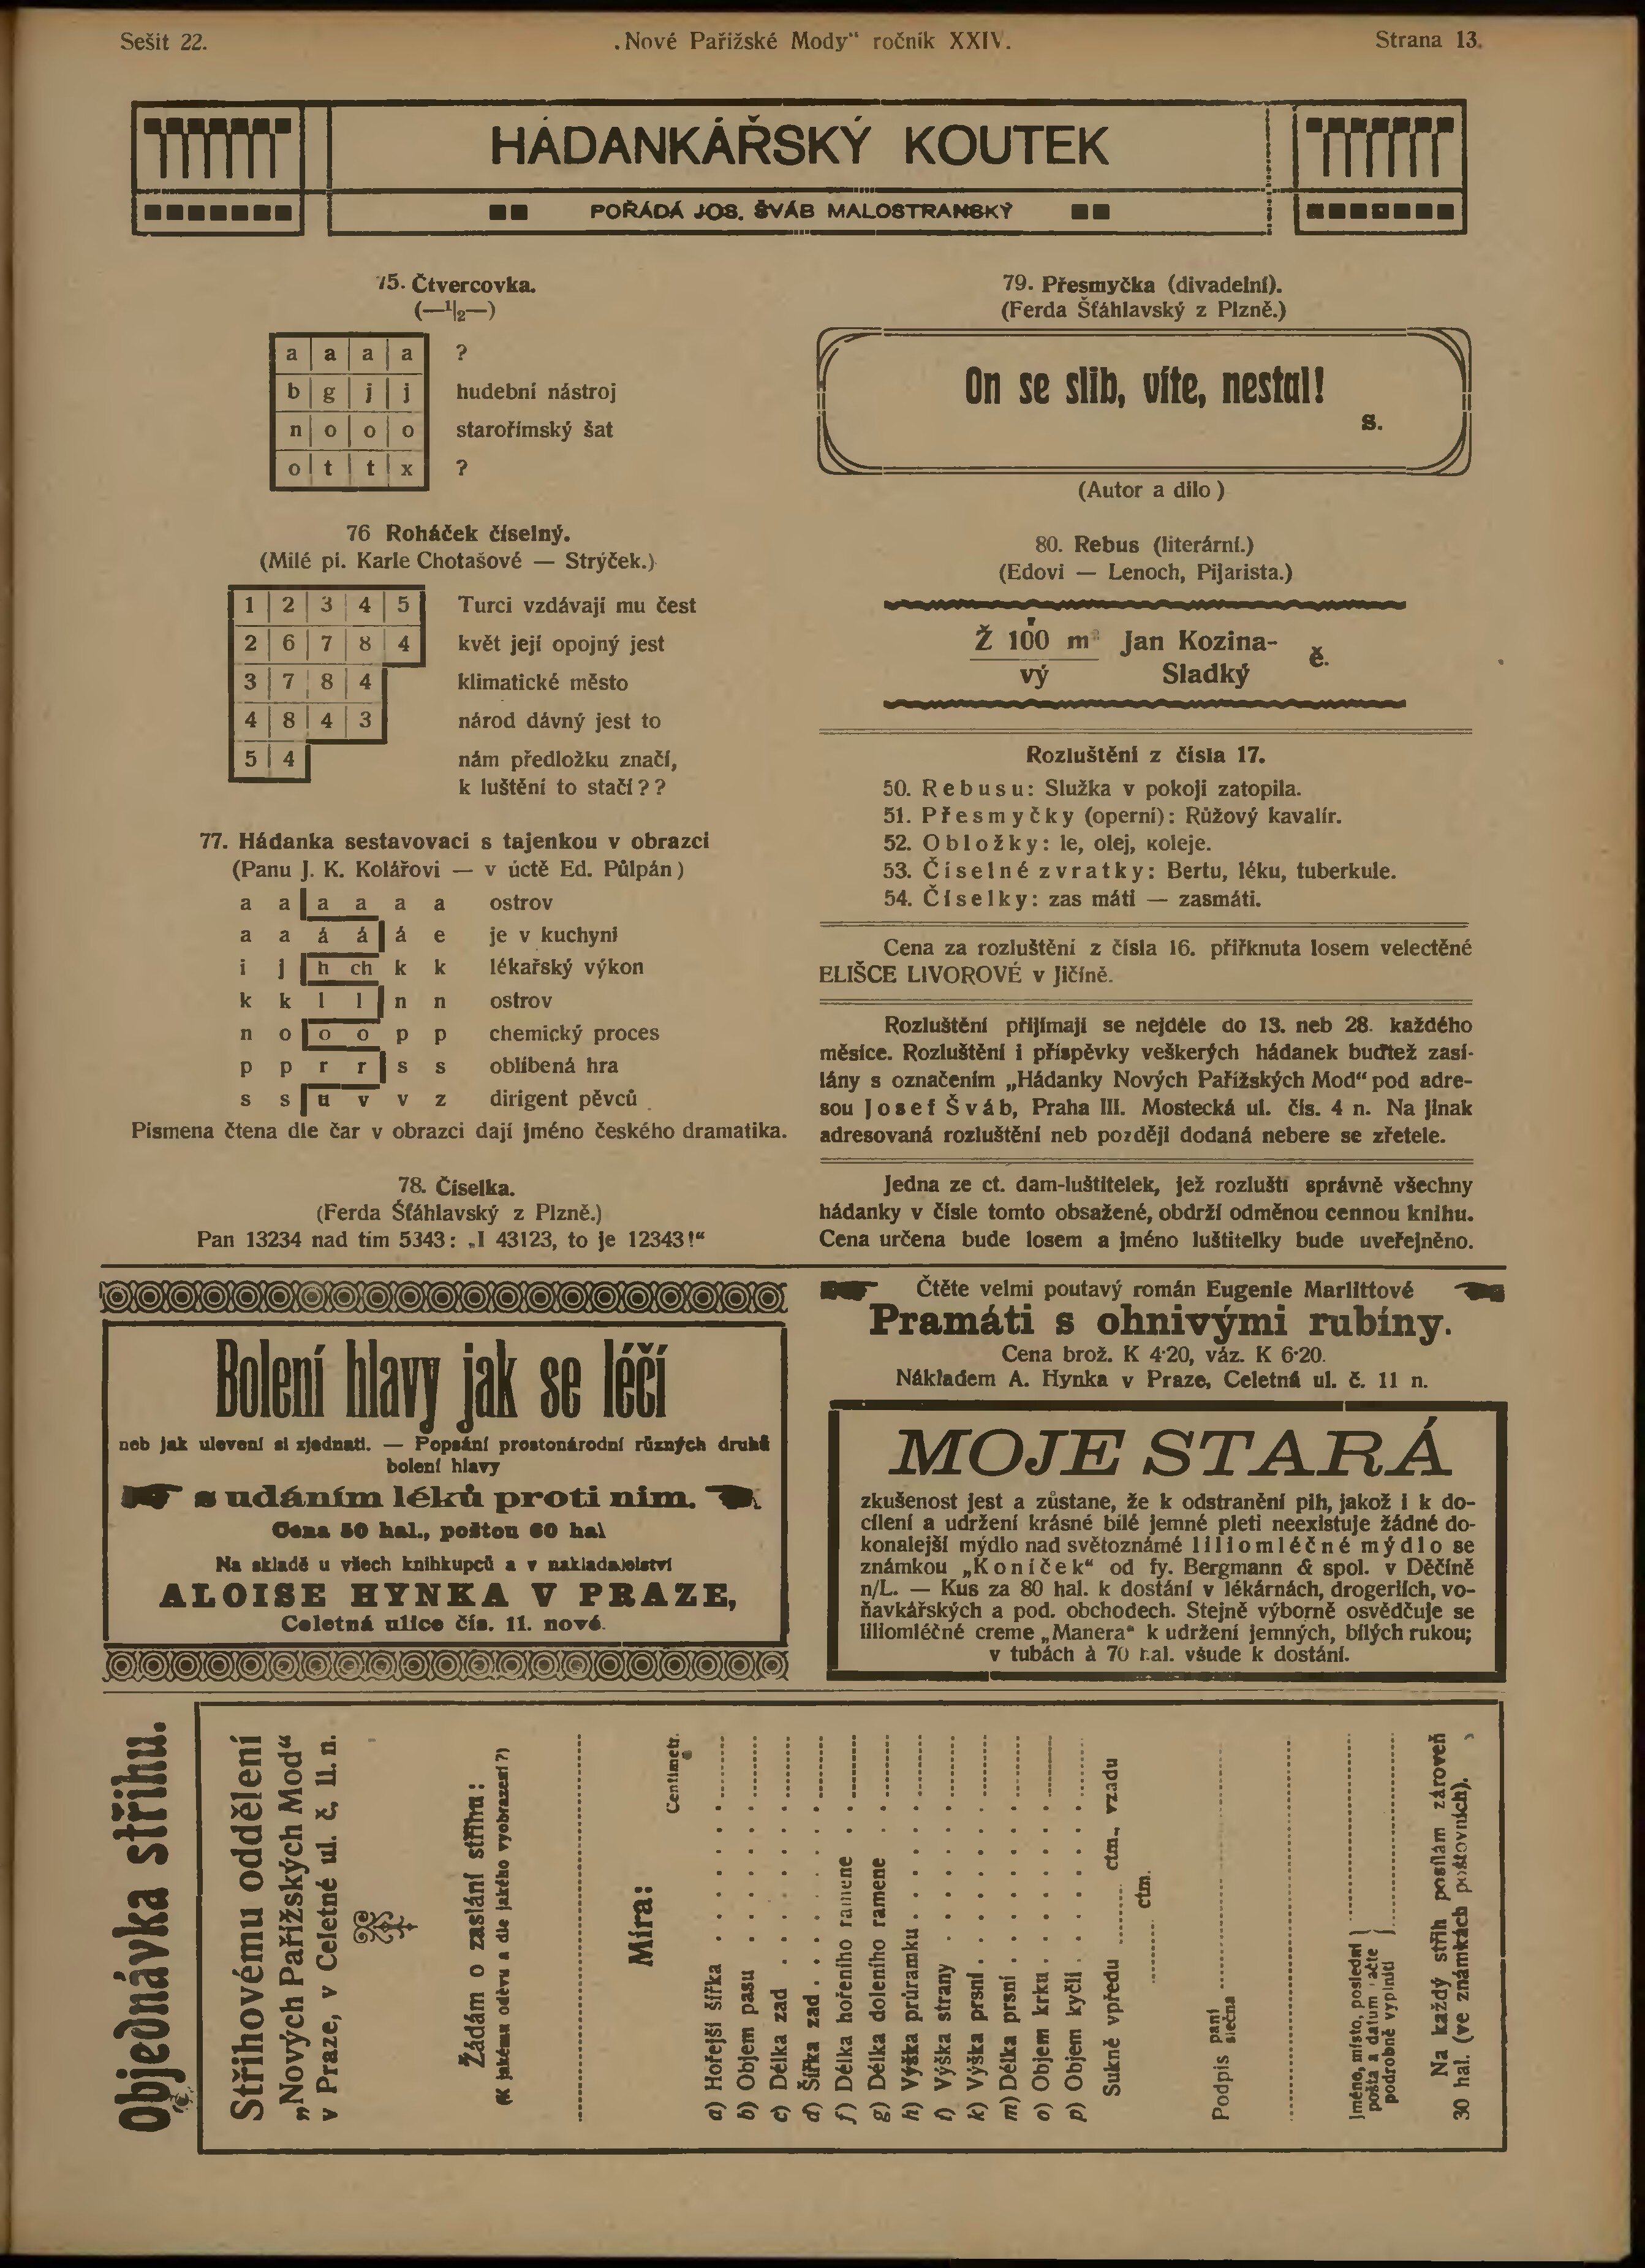 Sešit 22.
„Nové Pařížské Mody“ ročník XXIV.
Strana 13.
HÁDANKÁŘSKÝ KOUTEK
POŘÁDÁ JOS. ŠVÁB MALOSTRANSKÝ
75. Čtvercovka.
(—1/2—)
a a a a ?
b g j j hudební nástroj
n o o o starořímský šat
o t t x ?
76 Roháček číselný.
(Milé pí. Karle Chotašové — Strýček.)
1 2 3 4 5 Turci vzdávají mu čest
2 6 7 8 4 květ její opojný jest
3 7 8 4 klimatické město
4 8 4 3 národ dávný jest to
5 4 nám předložku značí,
k luštění to stačí??
77. Hádanka sestavovací s tajenkou v obrazci
(Panu J. K. Kolářovi — v úctě Ed. Půlpán)
a a a a a a ostrov
a a á á á e je v kuchyni
i j h ch k k lékařský výkon
k k l l n n ostrov
n o o o p p chemický proces
p p r r s s oblíbená hra
s s u v v z dirigent pěvců
Písmena čtena dle čar v obrazci dají jméno českého dramatika.
78. Číselka.
(Ferda Šťáhlavský z Plzně.)
Pan 13234 nad tím 5343: „I 43123, to je 12343!“
79. Přesmyčka (divadelní).
(Ferda Šťáhlavský z Plzně.)
On se slib, víte, nestal!
S.
(Autor a dílo)
80. Rebus (literární.)
(Edovi — Lenoch, Pijarista.)
Ž 100 m² Jan Kozina-
ě.
vý Sladký
Rozluštění z čísla 17.
50. Rebusu: Služka v pokoji zatopila.
51. Přesmyčky (operní): Růžový kavalír.
52. Obložky: le, olej, koleje.
53. Číselné zvratky: Bertu, léku, tuberkule.
54. Číselky: zas máti — zasmáti.
Cena za rozluštění z čísla 16. přiřknuta losem velectěné
ELIŠCE LIVOROVÉ v Jičíně.
Rozluštění přijímají se nejdéle do 13. neb 28. každého
měsíce. Rozluštění i příspěvky veškerých hádanek buďtež zasí-
lány s označením „Hádanky Nových Pařížských Mod“ pod adre-
sou Josef Šváb, Praha III. Mostecká ul. čís. 4 n. Na jinak
adresovaná rozluštění neb později dodaná nebere se zřetele.
Jedna ze ct. dam-luštitelek, jež rozluští správně všechny
hádanky v čísle tomto obsažené, obdrží odměnou cennou knihu.
Cena určena bude losem a jméno luštitelky bude uveřejněno.
Bolení hlavy jak se léčí
neb jak ulevení si zjednati. — Popsání prostonárodní různých druhů
bolení hlavy
s udáním léků proti nim.
Cena 50 hal., poštou 60 hal
Na skladě u všech knihkupců a v nakladatelství
ALOISE HYNKA V PRAZE,
Celetná ulice čís. 11. nové.
Čtěte velmi poutavý román Eugenie Marlittové
Pramáti s ohnivými rubíny.
Cena brož. K 4·20, váz. K 6·20.
Nákladem A. Hynka v Praze, Celetná ul. č. 11 n.
MOJE STARÁ
zkušenost jest a zůstane, že k odstranění pih, jakož i k do-
cílení a udržení krásné bílé jemné pleti neexistuje žádné do-
konalejší mýdlo nad světoznámé liliomléčné mýdlo se
známkou „Koníček“ od fy. Bergmann & spol. v Děčíně
n/L. — Kus za 80 hal. k dostání v lékárnách, drogeriích, vo-
ňavkářských a pod. obchodech. Stejně výborně osvědčuje se
liliomléčné creme „Manera“ k udržení jemných, bílých rukou;
v tubách à 70 hal. všude k dostání.
Objednávka střihu.
Střihovému oddělení
„Nových Pařížských Mod“
v Praze, v Celetné ul. č. 11. n.
Žádám o zaslání střihu:
(K jakému oděvu a dle jakého vyobrazení?)
Míra:
Centimetr.
a) Hořejší šířka
b) Objem pasu
c) Délka zad
d) Šířka zad
f) Délka hořeního ramene
g) Délka doleního ramene
h) Výška průramku
i) Výška strany
k) Výška prsní
m) Délka prsní
o) Objem krku
p) Objem kyčlí
Sukně vpředu ctm., vzadu
ctm.
Podpis paní
slečna
Jméno, místo, poslední
pošta a datum račte
podrobně vyplniti
Na každý střih posílám zároveň
30 hal. (ve známkách poštovních).